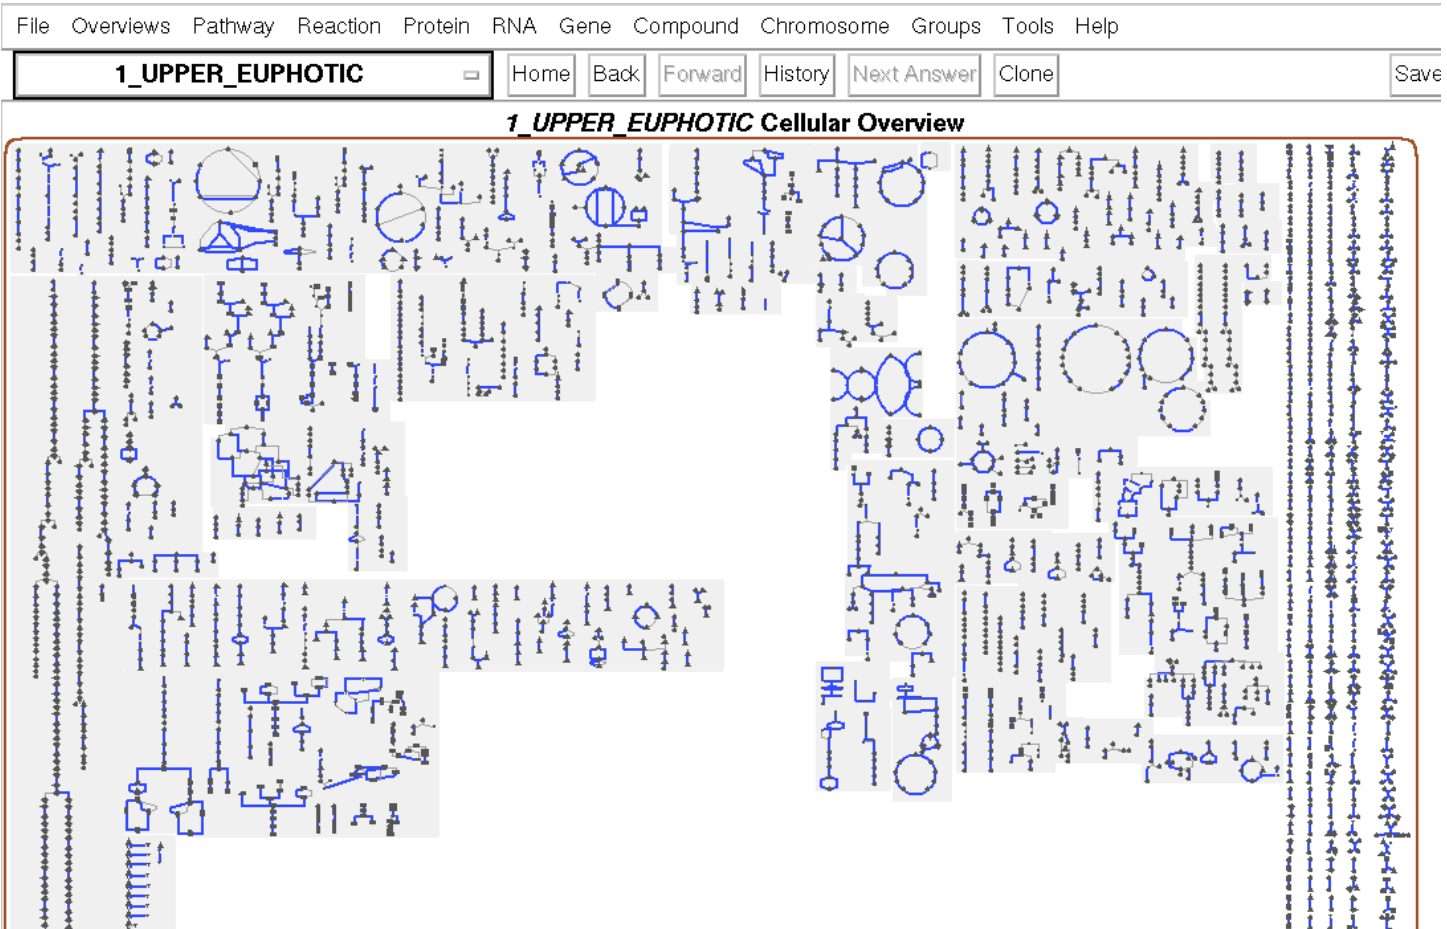 File Overviews Pathway Reaction Protein RNA Gene Compound Chromosome Groups Tools Help
1_UPPER_EUPHOTIC Home Back Forward History Next Answer Clone Save
1_UPPER_EUPHOTIC Cellular Overview